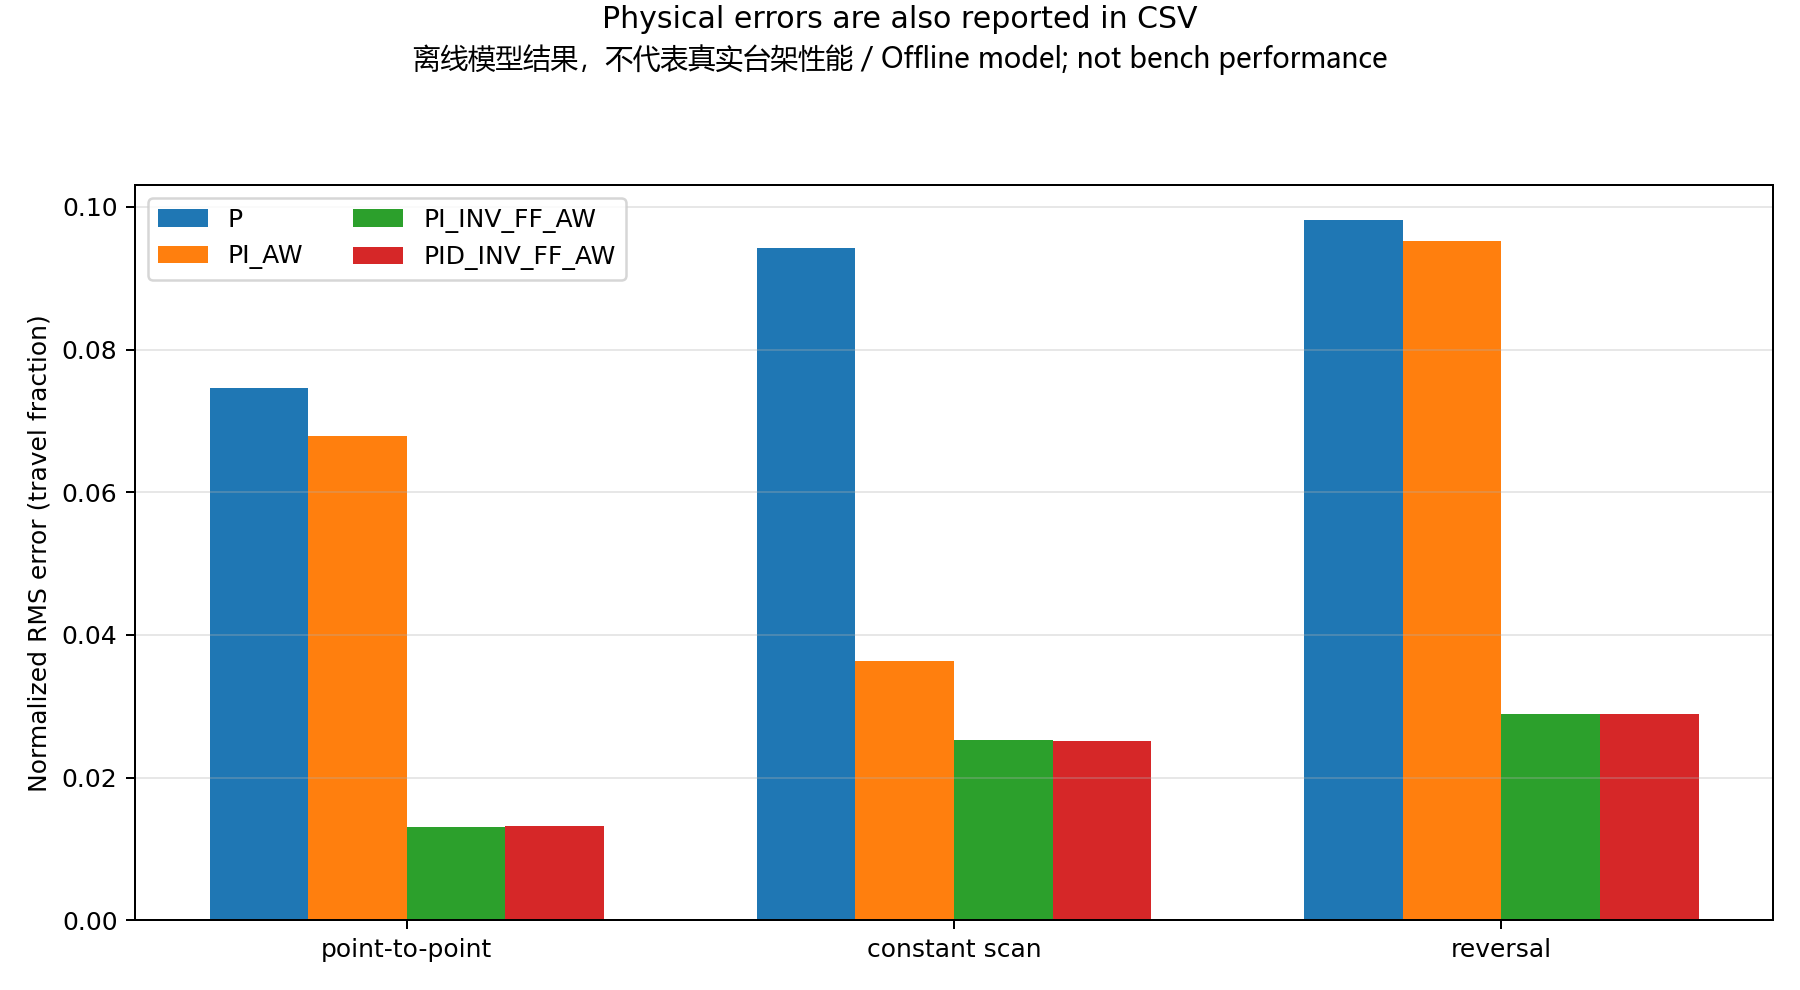 Physical errors are also reported in CSV
离线模型结果，不代表真实台架性能 / Offline model; not bench performance
P
PI_AW
PI_INV_FF_AW
PID_INV_FF_AW
Normalized RMS error (travel fraction)
0.10
0.08
0.06
0.04
0.02
0.00
point-to-point
constant scan
reversal